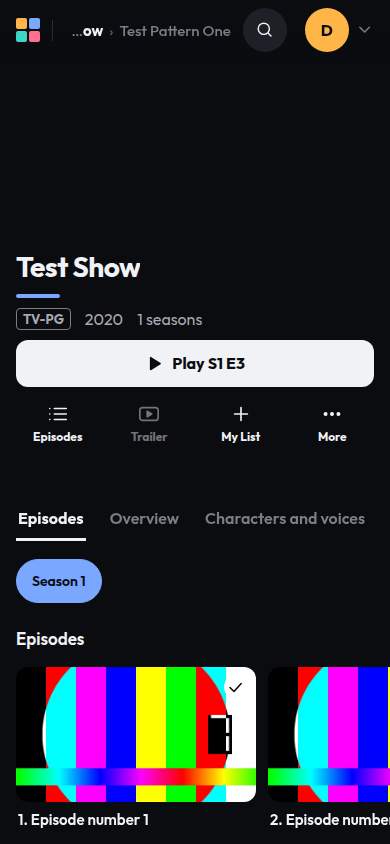 ...ow › Test Pattern One
D
Test Show
TV-PG 2020 1 seasons
Play S1 E3
Episodes Trailer My List More
Episodes Overview Characters and voices
Season 1
Episodes
1. Episode number 1
2. Episode number